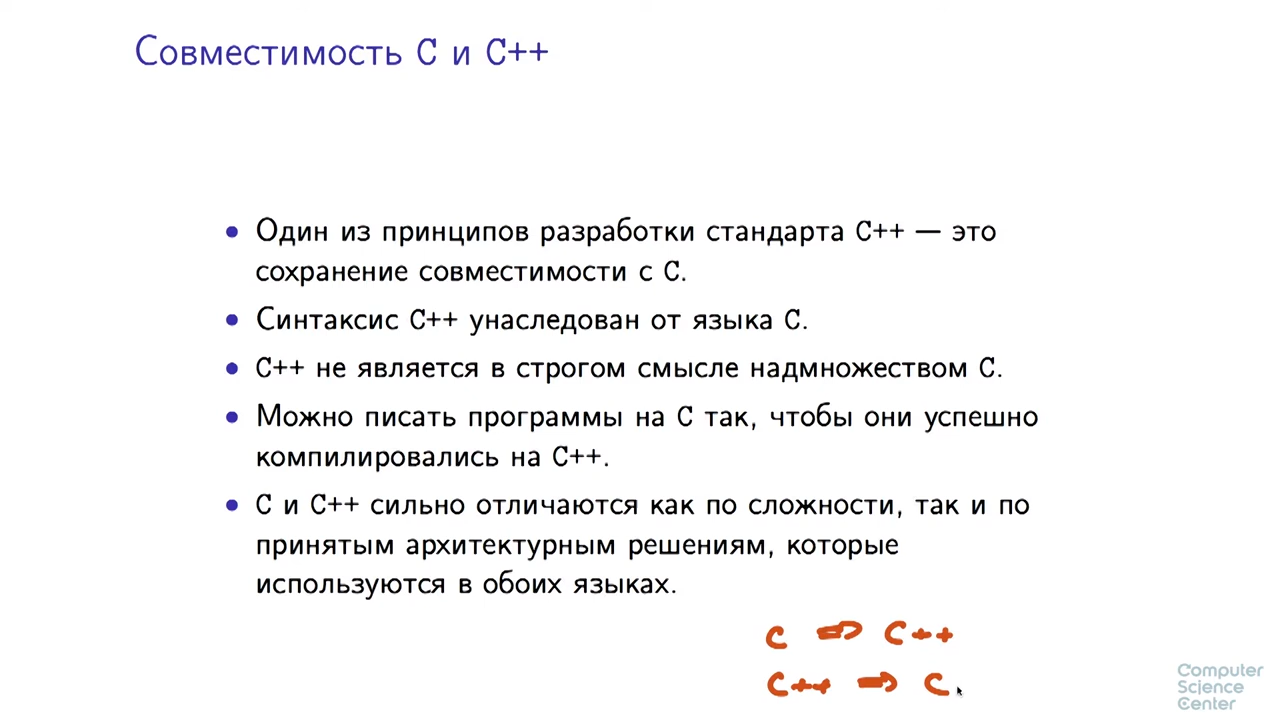 Совместимость C и C++
• Один из принципов разработки стандарта C++ — это
сохранение совместимости с C.
• Синтаксис C++ унаследован от языка C.
• C++ не является в строгом смысле надмножеством C.
• Можно писать программы на C так, чтобы они успешно
компилировались на C++.
• C и C++ сильно отличаются как по сложности, так и по
принятым архитектурным решениям, которые
используются в обоих языках.
C ⇒ C++
C++ ⇒ C
Computer
Science
Center